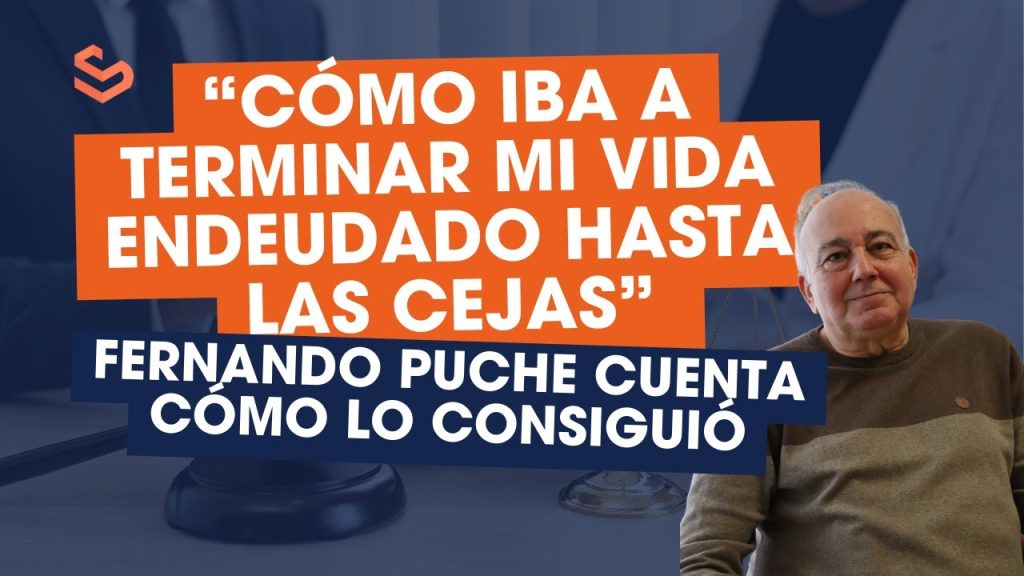 “CÓMO IBA A
TERMINAR MI VIDA
ENDEUDADO HASTA
LAS CEJAS”
FERNANDO PUCHE CUENTA
CÓMO LO CONSIGUIÓ